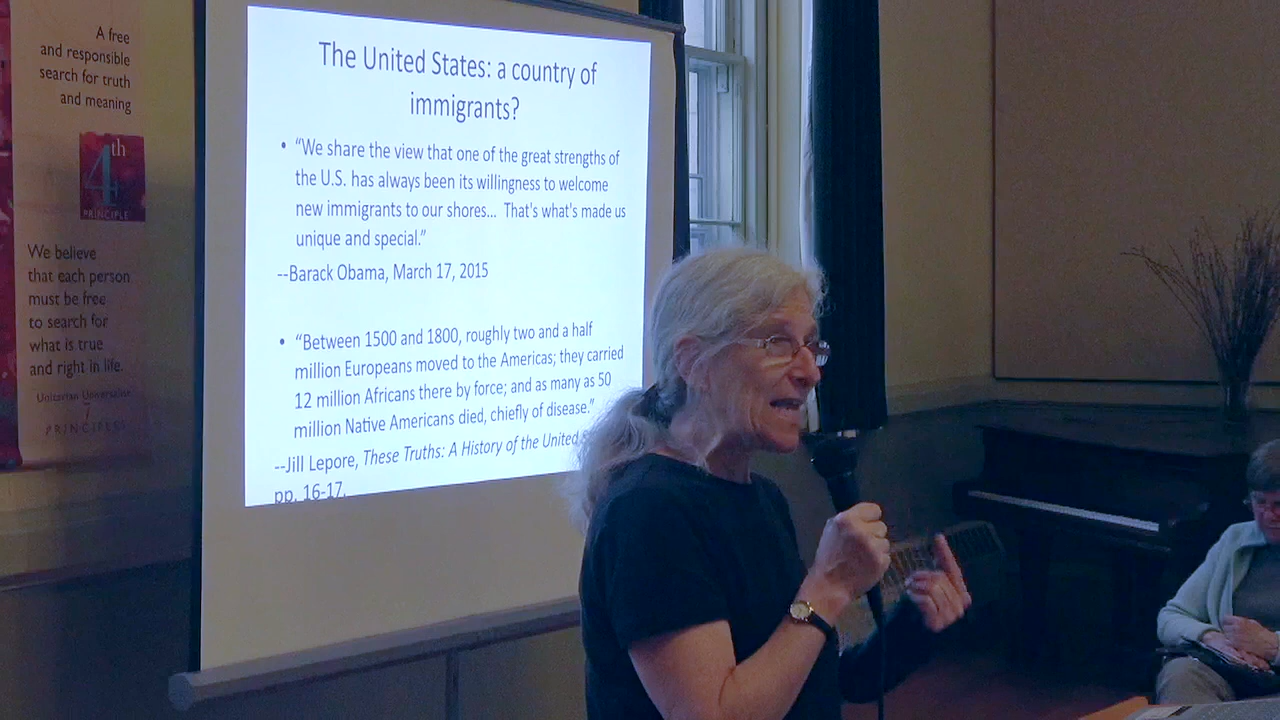 A free
and responsible
search for truth
and meaning
4th
PRINCIPLE
We believe
that each person
must be free
to search for
what is true
and right in life.
Unitarian Universalist
7
PRINCIPLES
The United States: a country of
immigrants?
• “We share the view that one of the great strengths of
the U.S. has always been its willingness to welcome
new immigrants to our shores... That's what's made us
unique and special.”
--Barack Obama, March 17, 2015
• “Between 1500 and 1800, roughly two and a half
million Europeans moved to the Americas; they carried
12 million Africans there by force; and as many as 50
million Native Americans died, chiefly of disease.”
--Jill Lepore, These Truths: A History of the United
pp. 16-17.